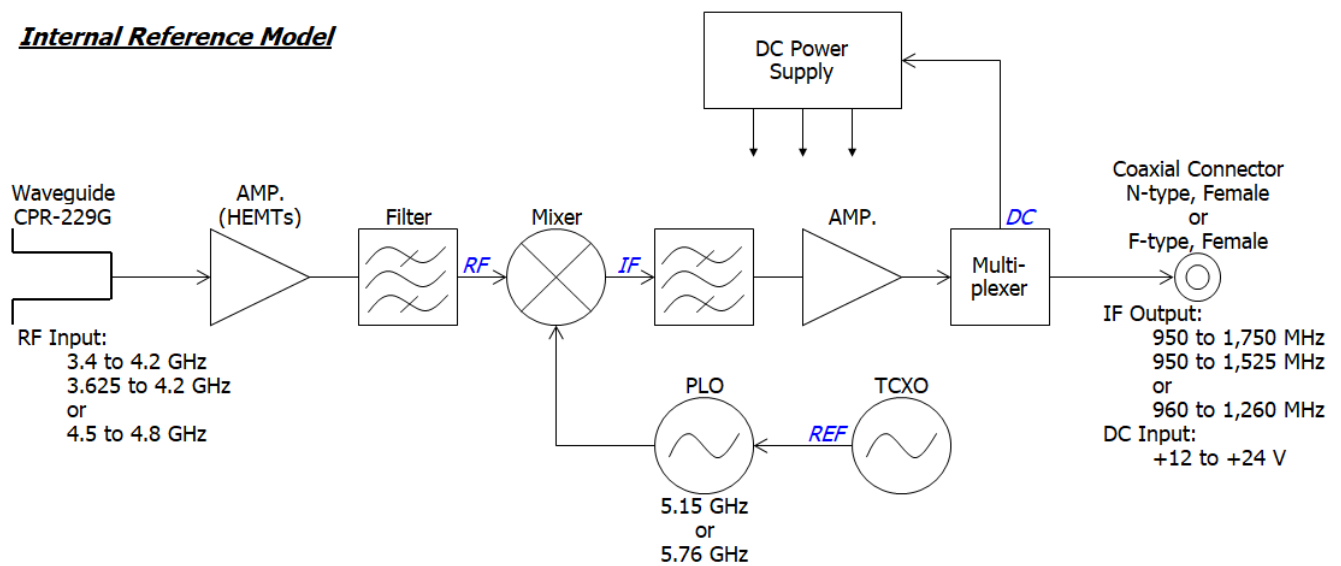 Internal Reference Model
DC Power
Supply
Waveguide
CPR-229G
AMP.
(HEMTs)
Filter
RF
Mixer
IF
AMP.
DC
Multi-
plexer
Coaxial Connector
N-type, Female
or
F-type, Female
RF Input:
3.4 to 4.2 GHz
3.625 to 4.2 GHz
or
4.5 to 4.8 GHz
PLO
REF
TCXO
5.15 GHz
or
5.76 GHz
IF Output:
950 to 1,750 MHz
950 to 1,525 MHz
or
960 to 1,260 MHz
DC Input:
+12 to +24 V